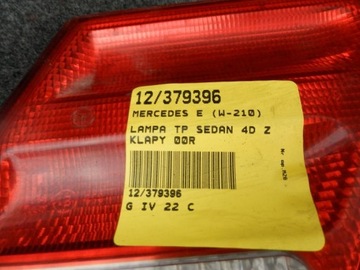 12/379396
MERCEDES E (W-210)
LAMPA TP SEDAN 4D Z
KLAPY 00R
12/379396
G IV 22 C